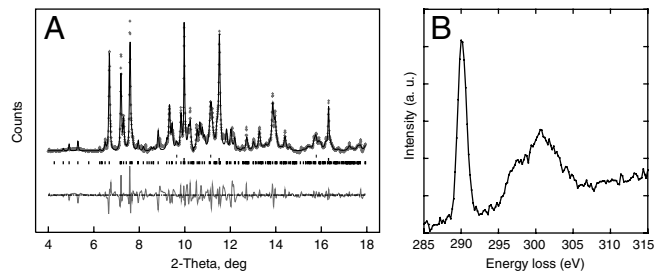 A
Counts
4 6 8 10 12 14 16 18
2-Theta, deg
B
Intensity (a. u.)
285 290 295 300 305 310 315
Energy loss (eV)